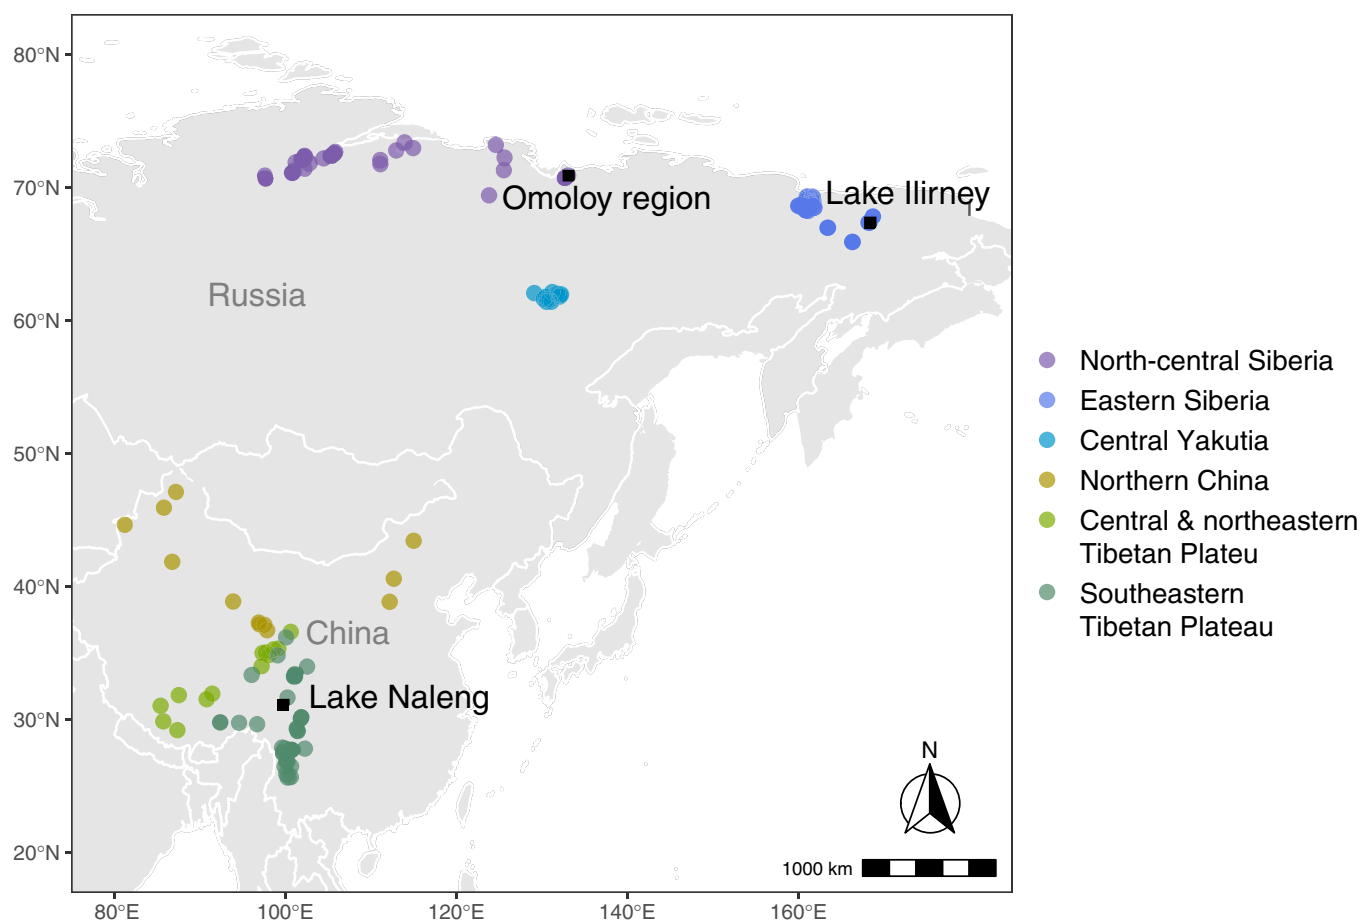 80°N
70°N
60°N
50°N
40°N
30°N
20°N
80°E
100°E
120°E
140°E
160°E
Omoloy region
Lake Ilirney
Russia
China
Lake Naleng
N
1000 km
North-central Siberia
Eastern Siberia
Central Yakutia
Northern China
Central & northeastern
Tibetan Plateu
Southeastern
Tibetan Plateau